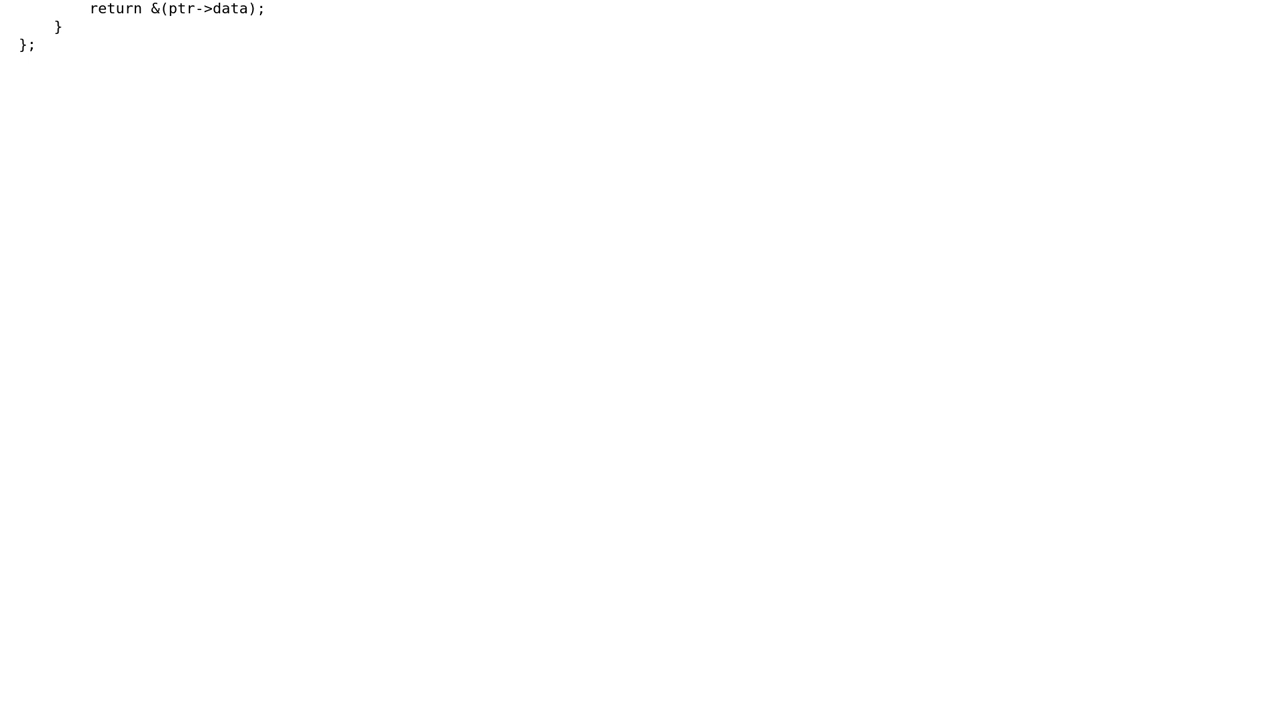 return &(ptr->data);
    }
};